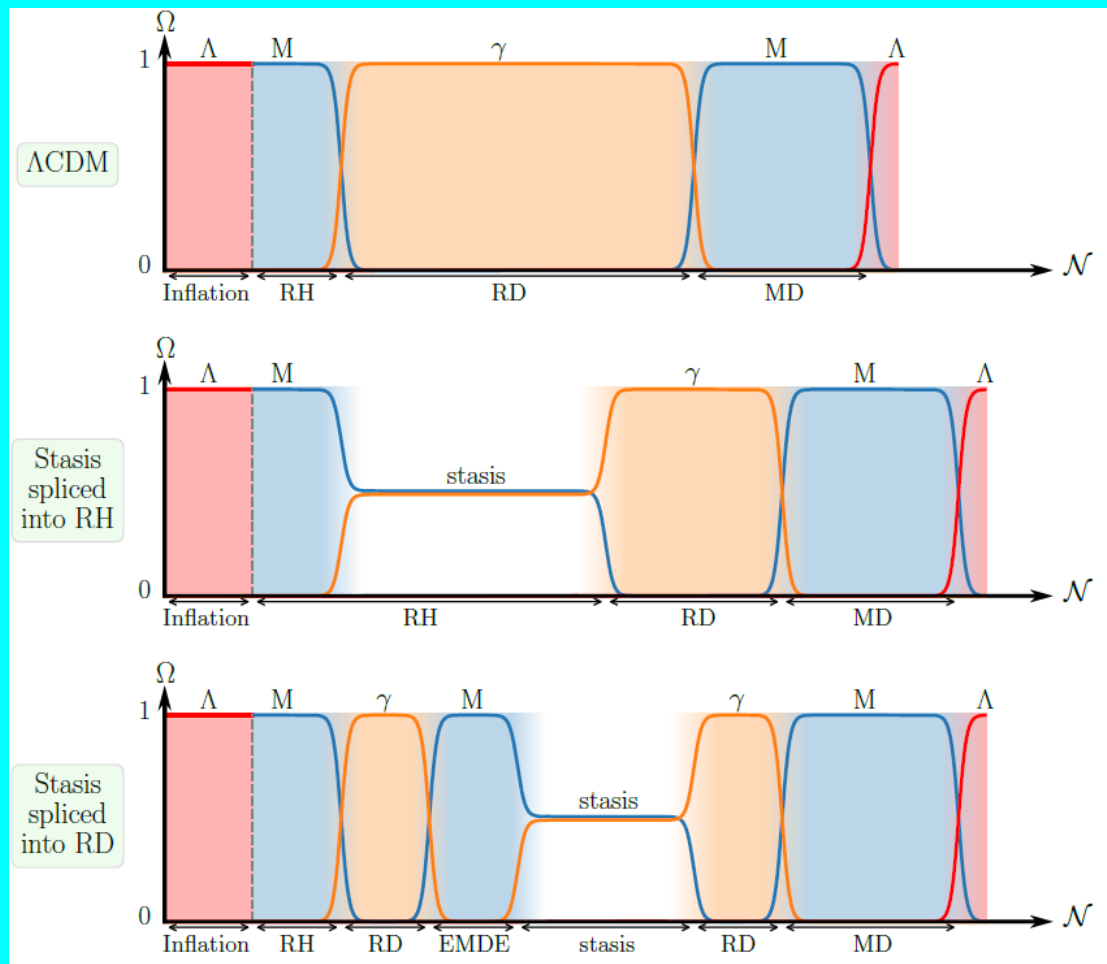 Ω
1
Λ M γ M Λ
ΛCDM
0
𝒩
Inflation RH RD MD
Ω
1
Λ M γ M Λ
stasis
Stasis
spliced
into RH
0
𝒩
Inflation RH RD MD
Ω
1
Λ M γ M γ M Λ
stasis
Stasis
spliced
into RD
0
𝒩
Inflation RH RD EMDE stasis RD MD